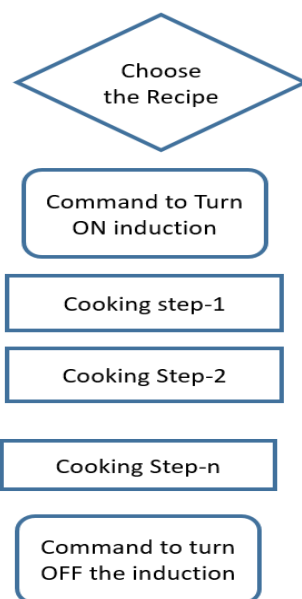 Choose
the Recipe
Command to Turn
ON induction
Cooking step-1
Cooking Step-2
Cooking Step-n
Command to turn
OFF the induction